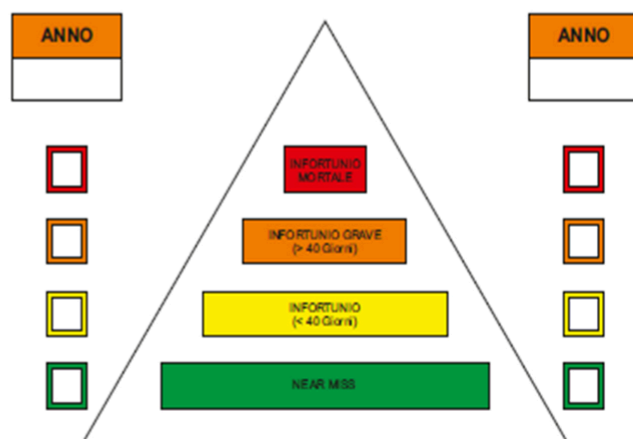 ANNO
ANNO
INFORTUNIO
MORTALE
INFORTUNIO GRAVE
(> 40 Giorni)
INFORTUNIO
(< 40 Giorni)
NEAR MISS